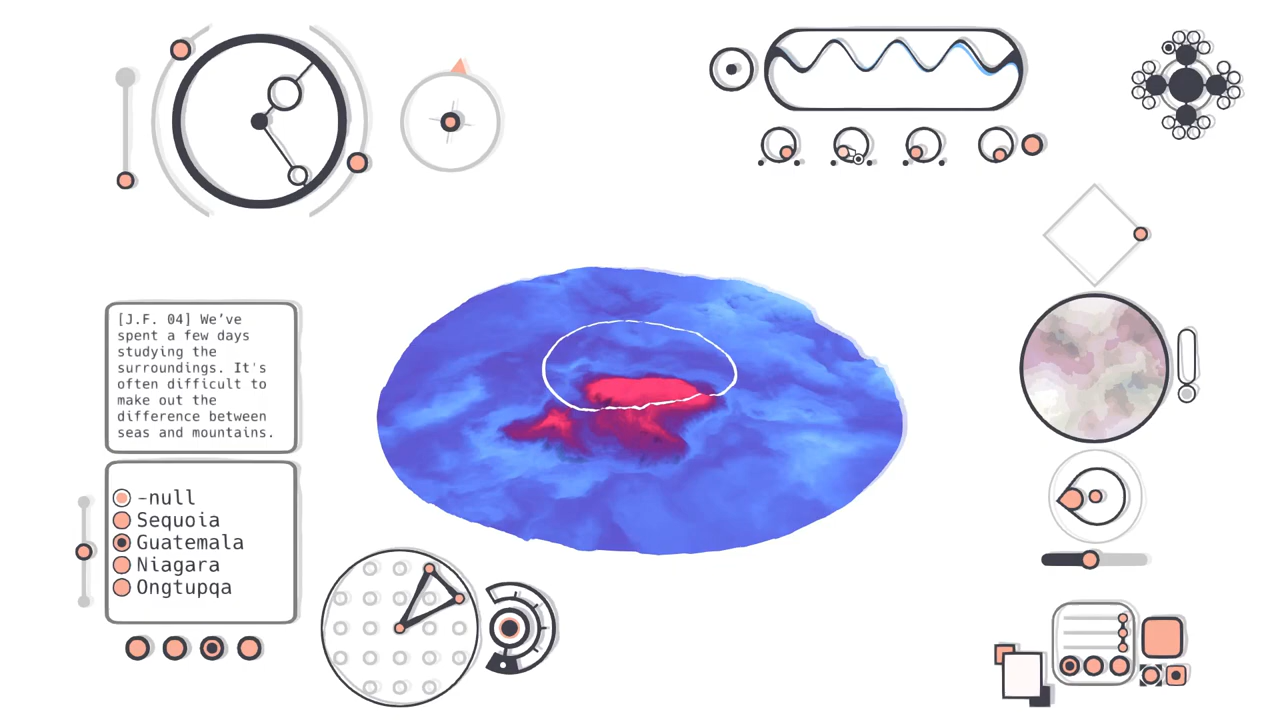 [J.F. 04] We’ve
spent a few days
studying the
surroundings. It's
often difficult to
make out the
difference between
seas and mountains.
-null
Sequoia
Guatemala
Niagara
Ongtupqa